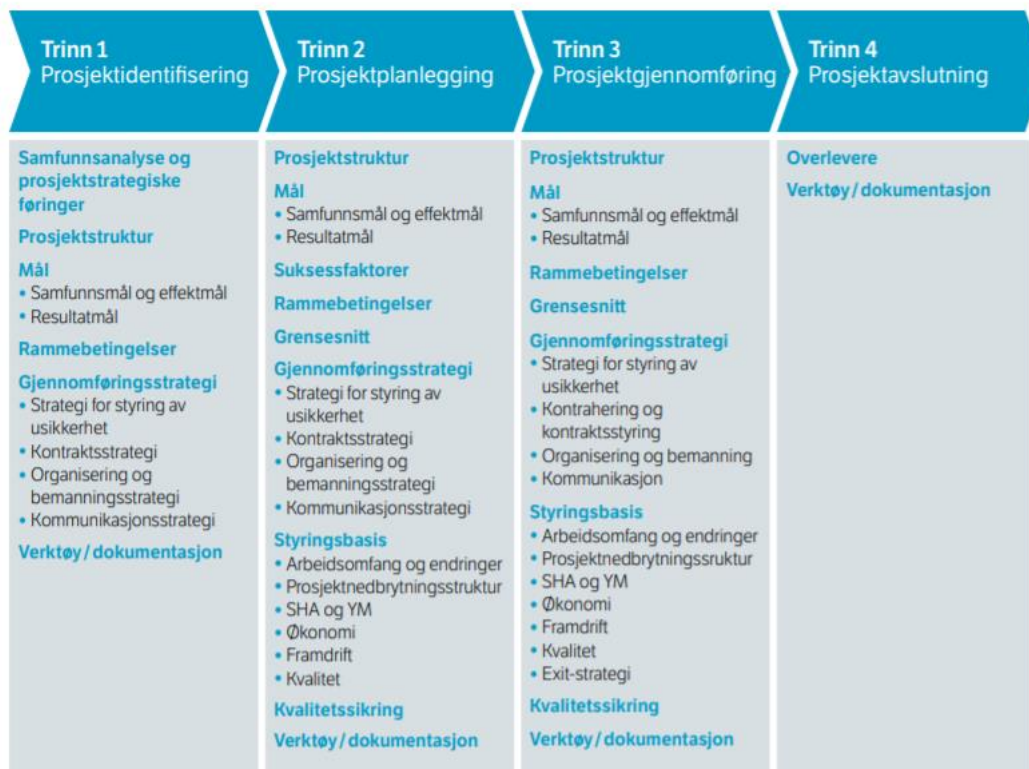 Trinn 1
Prosjektidentifisering
Trinn 2
Prosjektplanlegging
Trinn 3
Prosjektgjennomføring
Trinn 4
Prosjektavslutning
Samfunnsanalyse og
prosjektstrategiske
føringer
Prosjektstruktur
Mål
• Samfunnsmål og effektmål
• Resultatmål
Rammebetingelser
Gjennomføringsstrategi
• Strategi for styring av
usikkerhet
• Kontraktsstrategi
• Organisering og
bemanningsstrategi
• Kommunikasjonsstrategi
Verktøy/dokumentasjon
Prosjektstruktur
Mål
• Samfunnsmål og effektmål
• Resultatmål
Suksessfaktorer
Rammebetingelser
Grensesnitt
Gjennomføringsstrategi
• Strategi for styring av
usikkerhet
• Kontraktsstrategi
• Organisering og
bemanningsstrategi
• Kommunikasjonsstrategi
Styringsbasis
• Arbeidsomfang og endringer
• Prosjektnedbrytningsstruktur
• SHA og YM
• Økonomi
• Framdrift
• Kvalitet
Kvalitetssikring
Verktøy/dokumentasjon
Prosjektstruktur
Mål
• Samfunnsmål og effektmål
• Resultatmål
Rammebetingelser
Grensesnitt
Gjennomføringsstrategi
• Strategi for styring av
usikkerhet
• Kontrahering og
kontraktsstyring
• Organisering og bemanning
• Kommunikasjon
Styringsbasis
• Arbeidsomfang og endringer
• Prosjektnedbrytningssruktur
• SHA og YM
• Økonomi
• Framdrift
• Kvalitet
• Exit-strategi
Kvalitetssikring
Verktøy/dokumentasjon
Overlevere
Verktøy/dokumentasjon